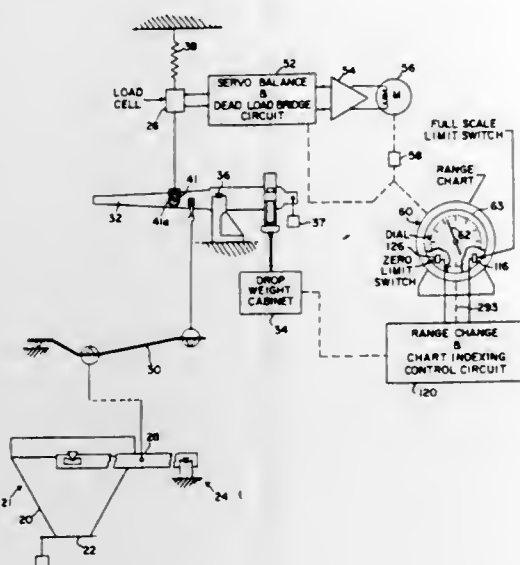 38
LOAD
CELL
26
52
SERVO BALANCE
&
DEAD LOAD BRIDGE
CIRCUIT
54
56
M
58
FULL SCALE
LIMIT SWITCH
RANGE
CHART
63
60
62
DIAL
126
ZERO
LIMIT
SWITCH
116
293
41
41a
36
32
37
DROP
WEIGHT
CABINET
34
RANGE CHANGE
&
CHART INDEXING
CONTROL CIRCUIT
120
30
28
24
21
20
22